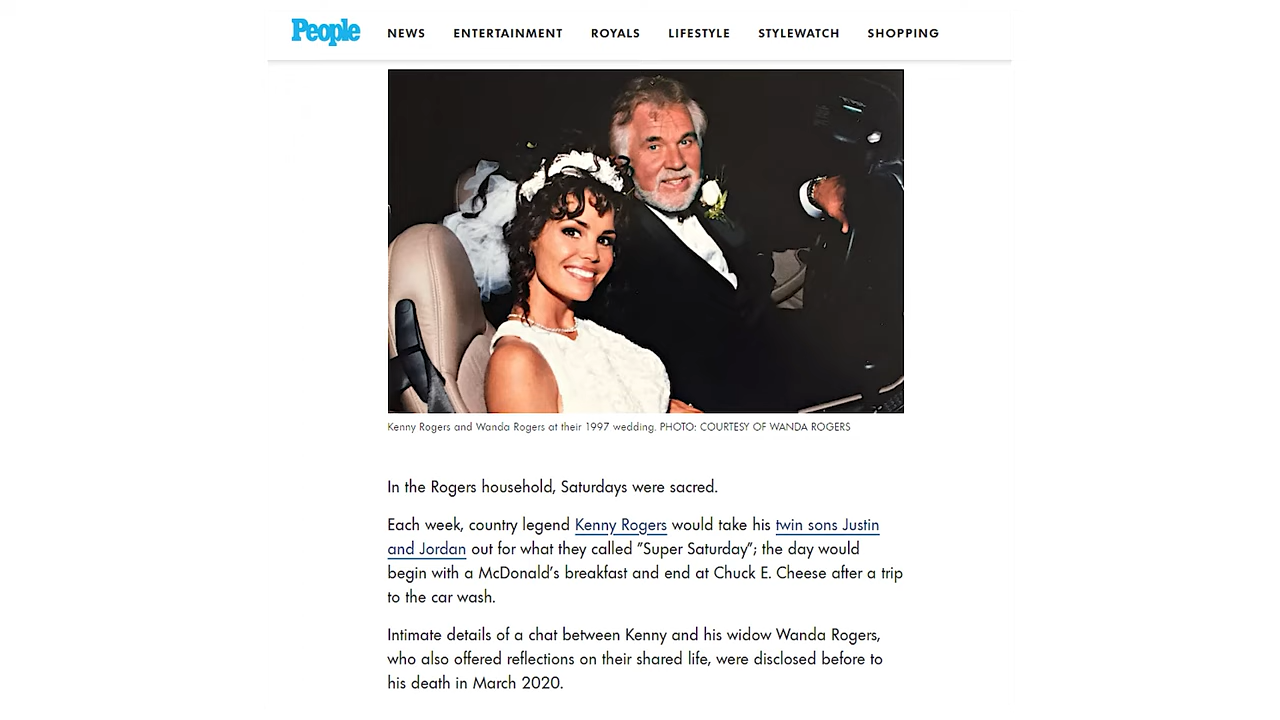 People NEWS ENTERTAINMENT ROYALS LIFESTYLE STYLEWATCH SHOPPING
Kenny Rogers and Wanda Rogers at their 1997 wedding. PHOTO: COURTESY OF WANDA ROGERS
In the Rogers household, Saturdays were sacred.
Each week, country legend Kenny Rogers would take his twin sons Justin
and Jordan out for what they called "Super Saturday"; the day would
begin with a McDonald's breakfast and end at Chuck E. Cheese after a trip
to the car wash.
Intimate details of a chat between Kenny and his widow Wanda Rogers,
who also offered reflections on their shared life, were disclosed before to
his death in March 2020.